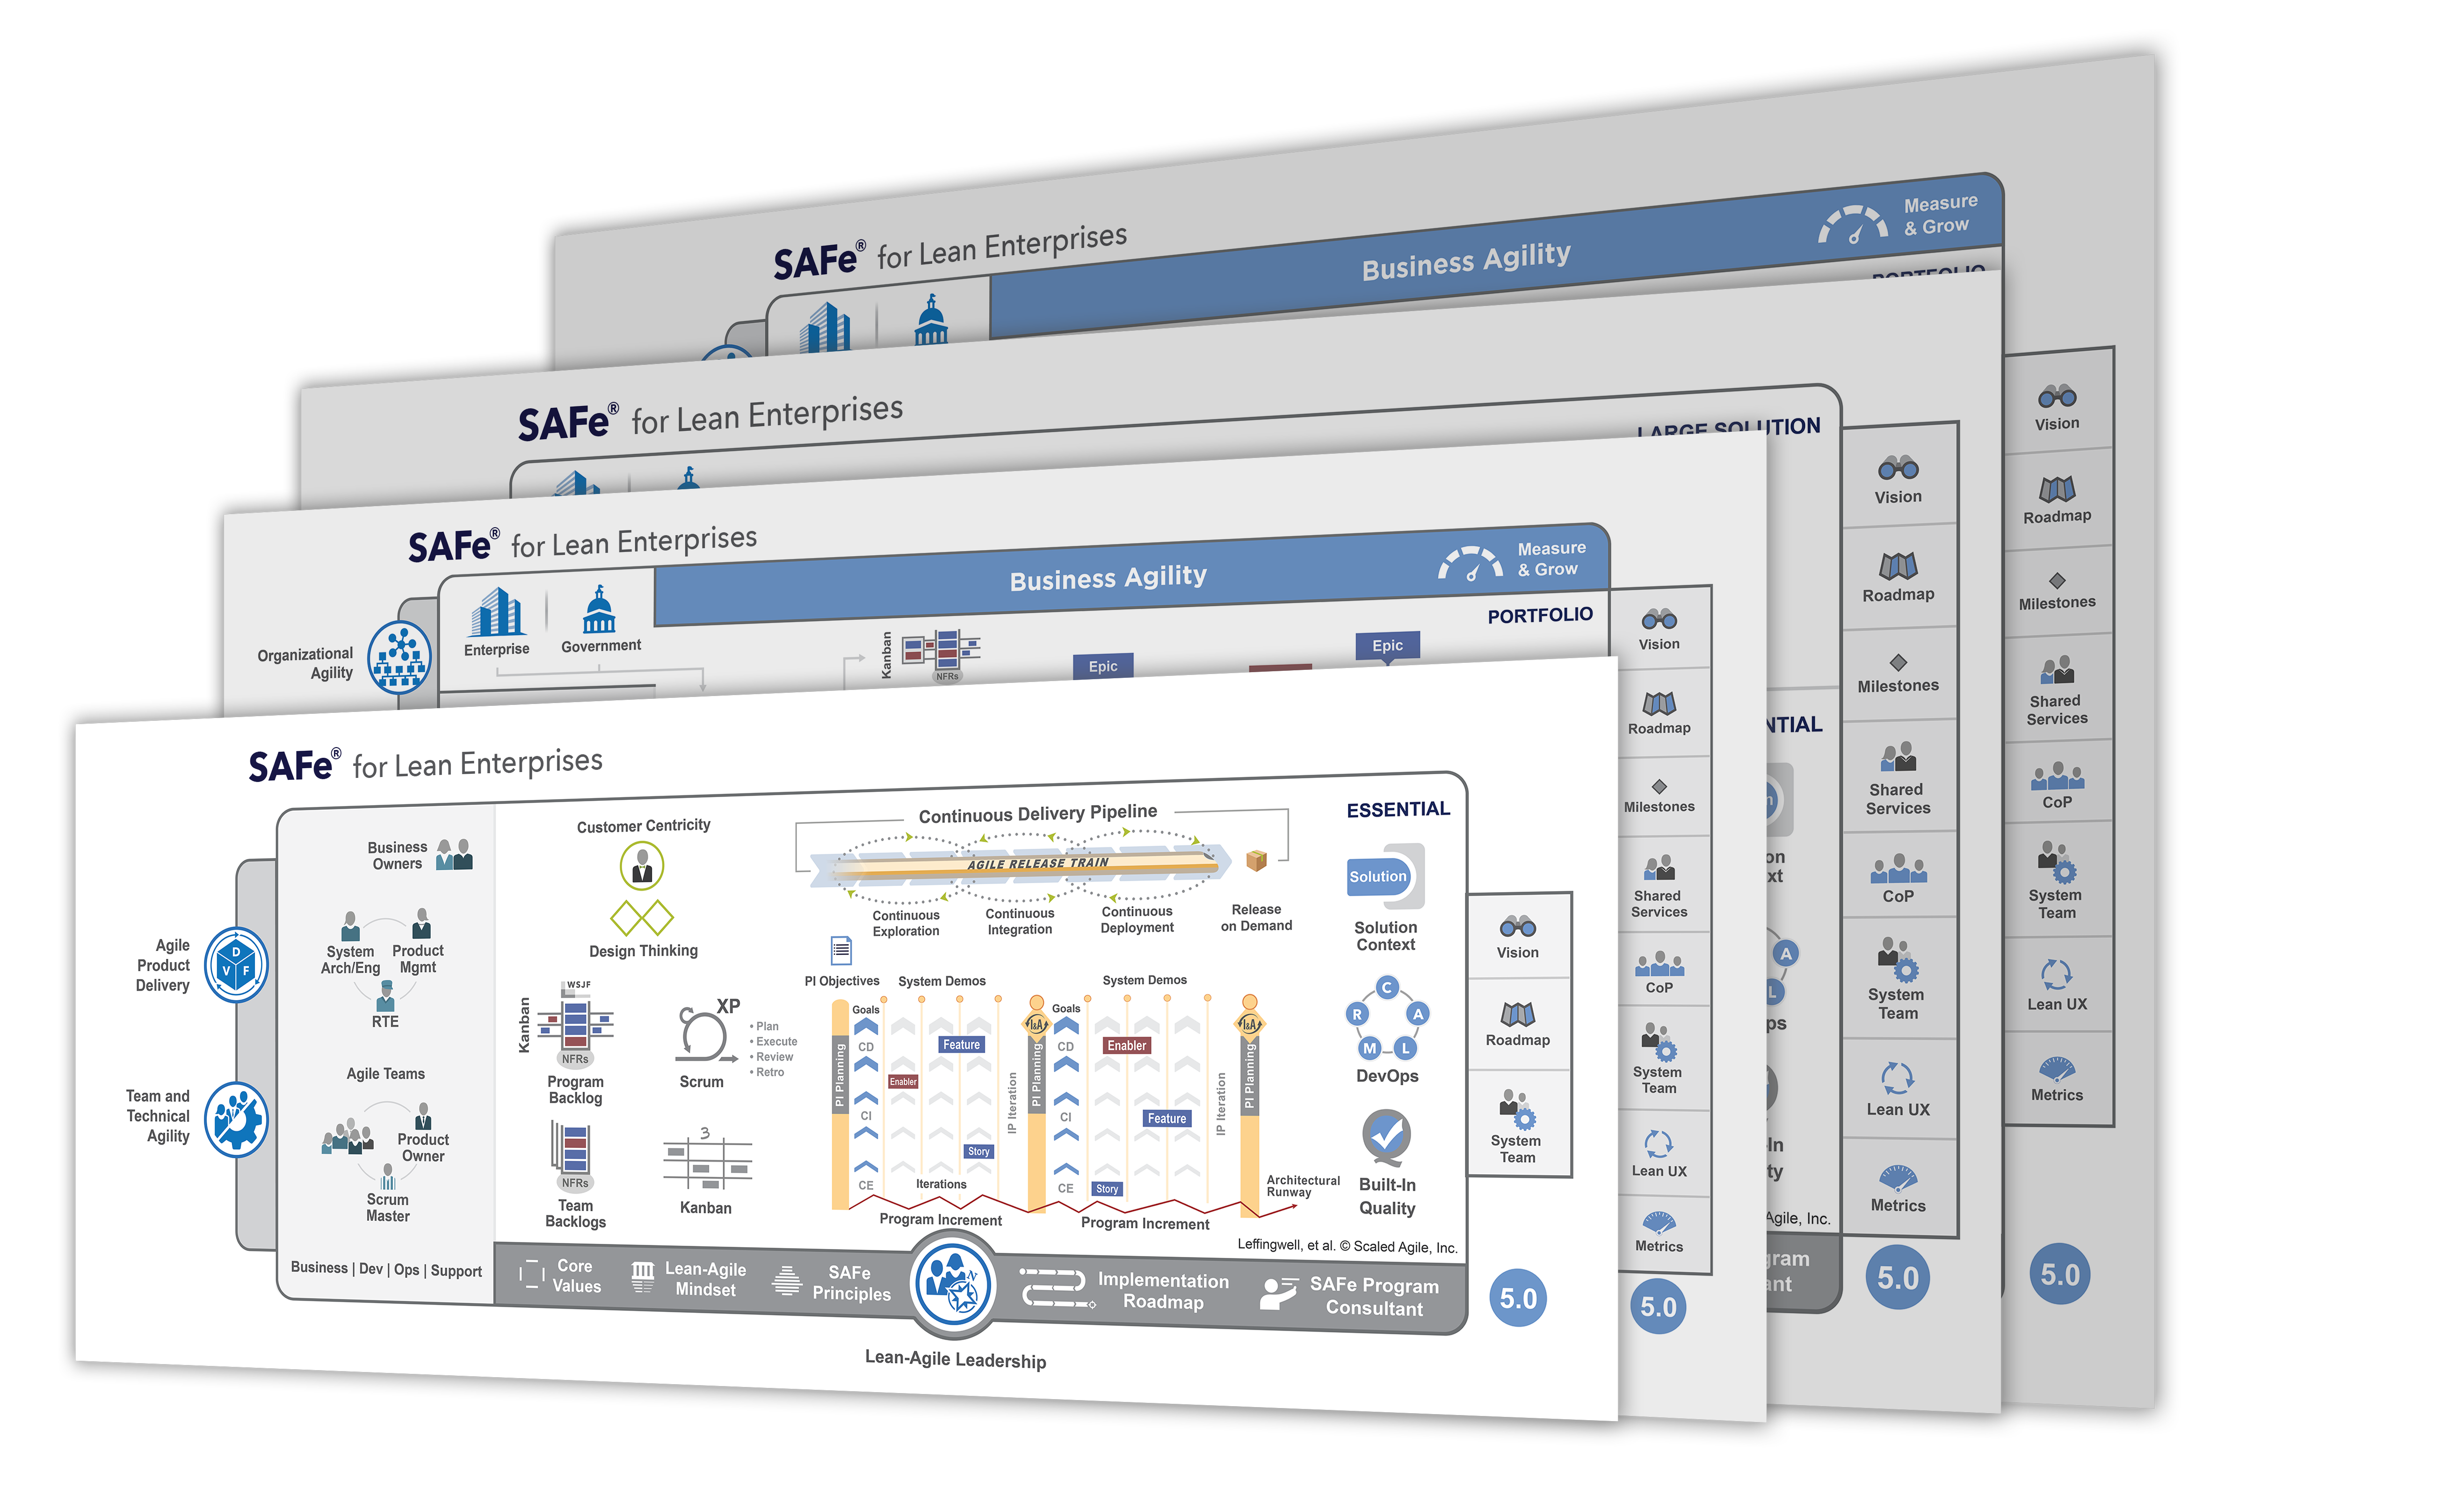 SAFe® for Lean Enterprises
Business Agility
Measure
& Grow
PORTFOLIO
Vision
Roadmap
Milestones
Shared
Services
CoP
System
Team
Lean UX
Metrics
5.0
SAFe® for Lean Enterprises
LARGE SOLUTION
Vision
Roadmap
Milestones
Shared
Services
CoP
System
Team
Lean UX
Metrics
Agile, Inc.
5.0
SAFe® for Lean Enterprises
Business Agility
Measure
& Grow
PORTFOLIO
Organizational
Agility
Enterprise
Government
Kanban
NFRs
Epic
Epic
Vision
Roadmap
Milestones
Shared
Services
CoP
System
Team
Lean UX
Metrics
5.0
SAFe® for Lean Enterprises
ESSENTIAL
Agile
Product
Delivery
D
V F
Team and
Technical
Agility
Business
Owners
System
Arch/Eng
Product
Mgmt
RTE
Agile Teams
Product
Owner
Scrum
Master
Business | Dev | Ops | Support
Customer Centricity
Design Thinking
Kanban
WSJF
NFRs
Program
Backlog
XP
Scrum
• Plan
• Execute
• Review
• Retro
NFRs
Team
Backlogs
3
Kanban
Continuous Delivery Pipeline
AGILE RELEASE TRAIN
Continuous
Exploration
Continuous
Integration
Continuous
Deployment
Release
on Demand
PI Objectives
System Demos
System Demos
PI Planning
Goals
CD
CI
CE
Enabler
Feature
Story
Iterations
IP Iteration
I&A
PI Planning
Goals
CD
CI
CE
Enabler
Feature
Story
IP Iteration
I&A
PI Planning
Program Increment
Program Increment
Architectural
Runway
Solution
Solution
Context
C
R A
M L
DevOps
Built-In
Quality
Leffingwell, et al. © Scaled Agile, Inc.
Vision
Roadmap
System
Team
Core
Values
Lean-Agile
Mindset
SAFe
Principles
N
Implementation
Roadmap
SAFe Program
Consultant
Lean-Agile Leadership
5.0